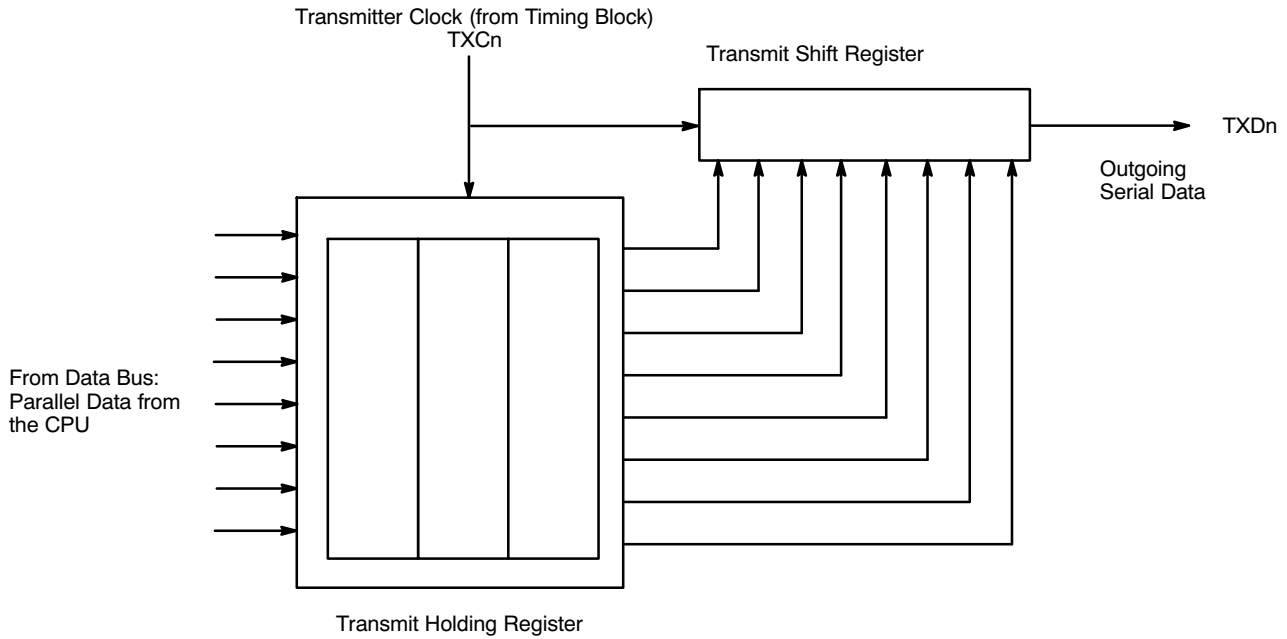 Transmitter Clock (from Timing Block)
TXCn
Transmit Shift Register
TXDn
Outgoing
Serial Data
From Data Bus:
Parallel Data from
the CPU
Transmit Holding Register